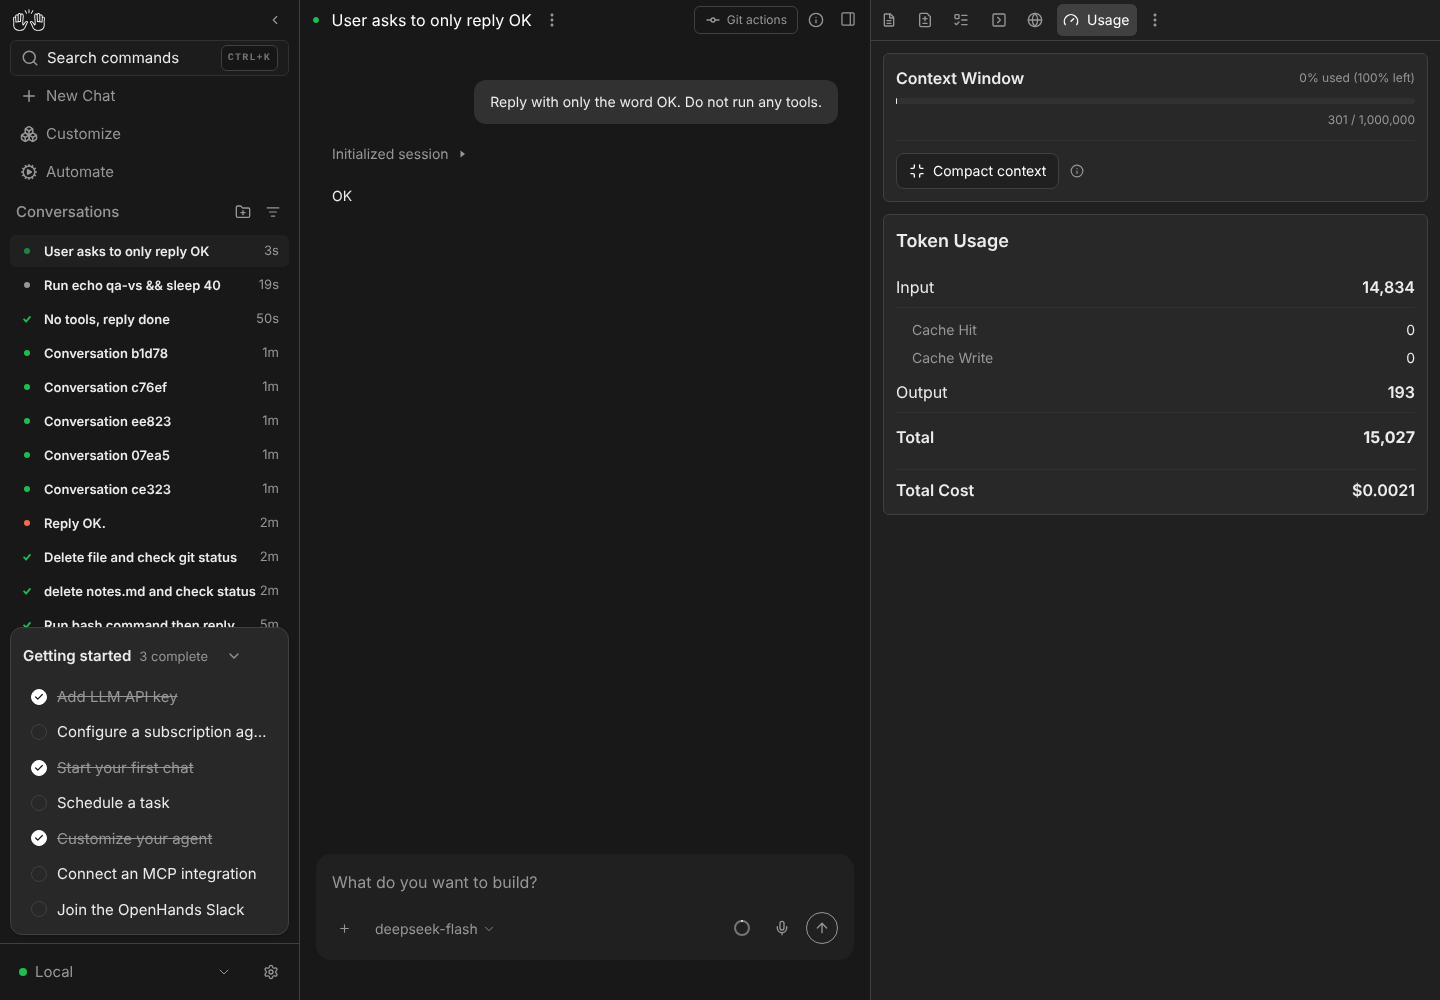 Search commands
CTRL+K
New Chat
Customize
Automate
Conversations
User asks to only reply OK 3s
Run echo qa-vs && sleep 40 19s
No tools, reply done 50s
Conversation b1d78 1m
Conversation c76ef 1m
Conversation ee823 1m
Conversation 07ea5 1m
Conversation ce323 1m
Reply OK. 2m
Delete file and check git status 2m
delete notes.md and check status 2m
Run bash command then reply 5m
Getting started 3 complete
Add LLM API key
Configure a subscription ag...
Start your first chat
Schedule a task
Customize your agent
Connect an MCP integration
Join the OpenHands Slack
Local
User asks to only reply OK
Git actions
Reply with only the word OK. Do not run any tools.
Initialized session
OK
What do you want to build?
deepseek-flash
Usage
Context Window 0% used (100% left)
301 / 1,000,000
Compact context
Token Usage
Input 14,834
Cache Hit 0
Cache Write 0
Output 193
Total 15,027
Total Cost $0.0021